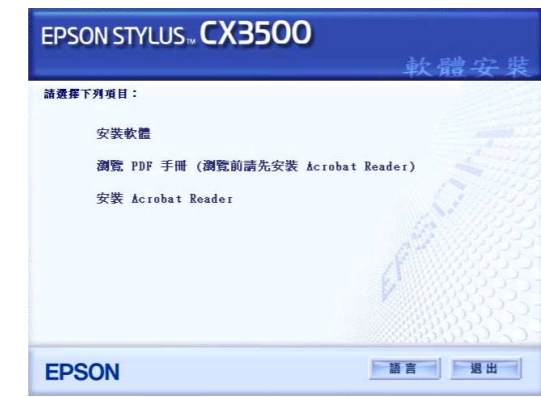 EPSON STYLUS™ CX3500
軟體安裝
請選擇下列項目：
安裝軟體
瀏覽 PDF 手冊 (瀏覽前請先安裝 Acrobat Reader)
安裝 Acrobat Reader
EPSON
EPSON
語言
退出